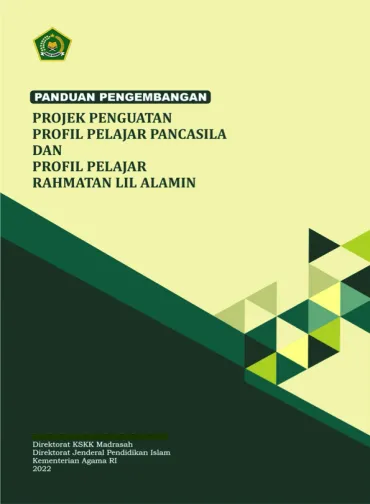 PANDUAN PENGEMBANGAN
PROJEK PENGUATAN
PROFIL PELAJAR PANCASILA
DAN
PROFIL PELAJAR
RAHMATAN LIL ALAMIN
Direktorat KSKK Madrasah
Direktorat Jenderal Pendidikan Islam
Kementerian Agama RI
2022